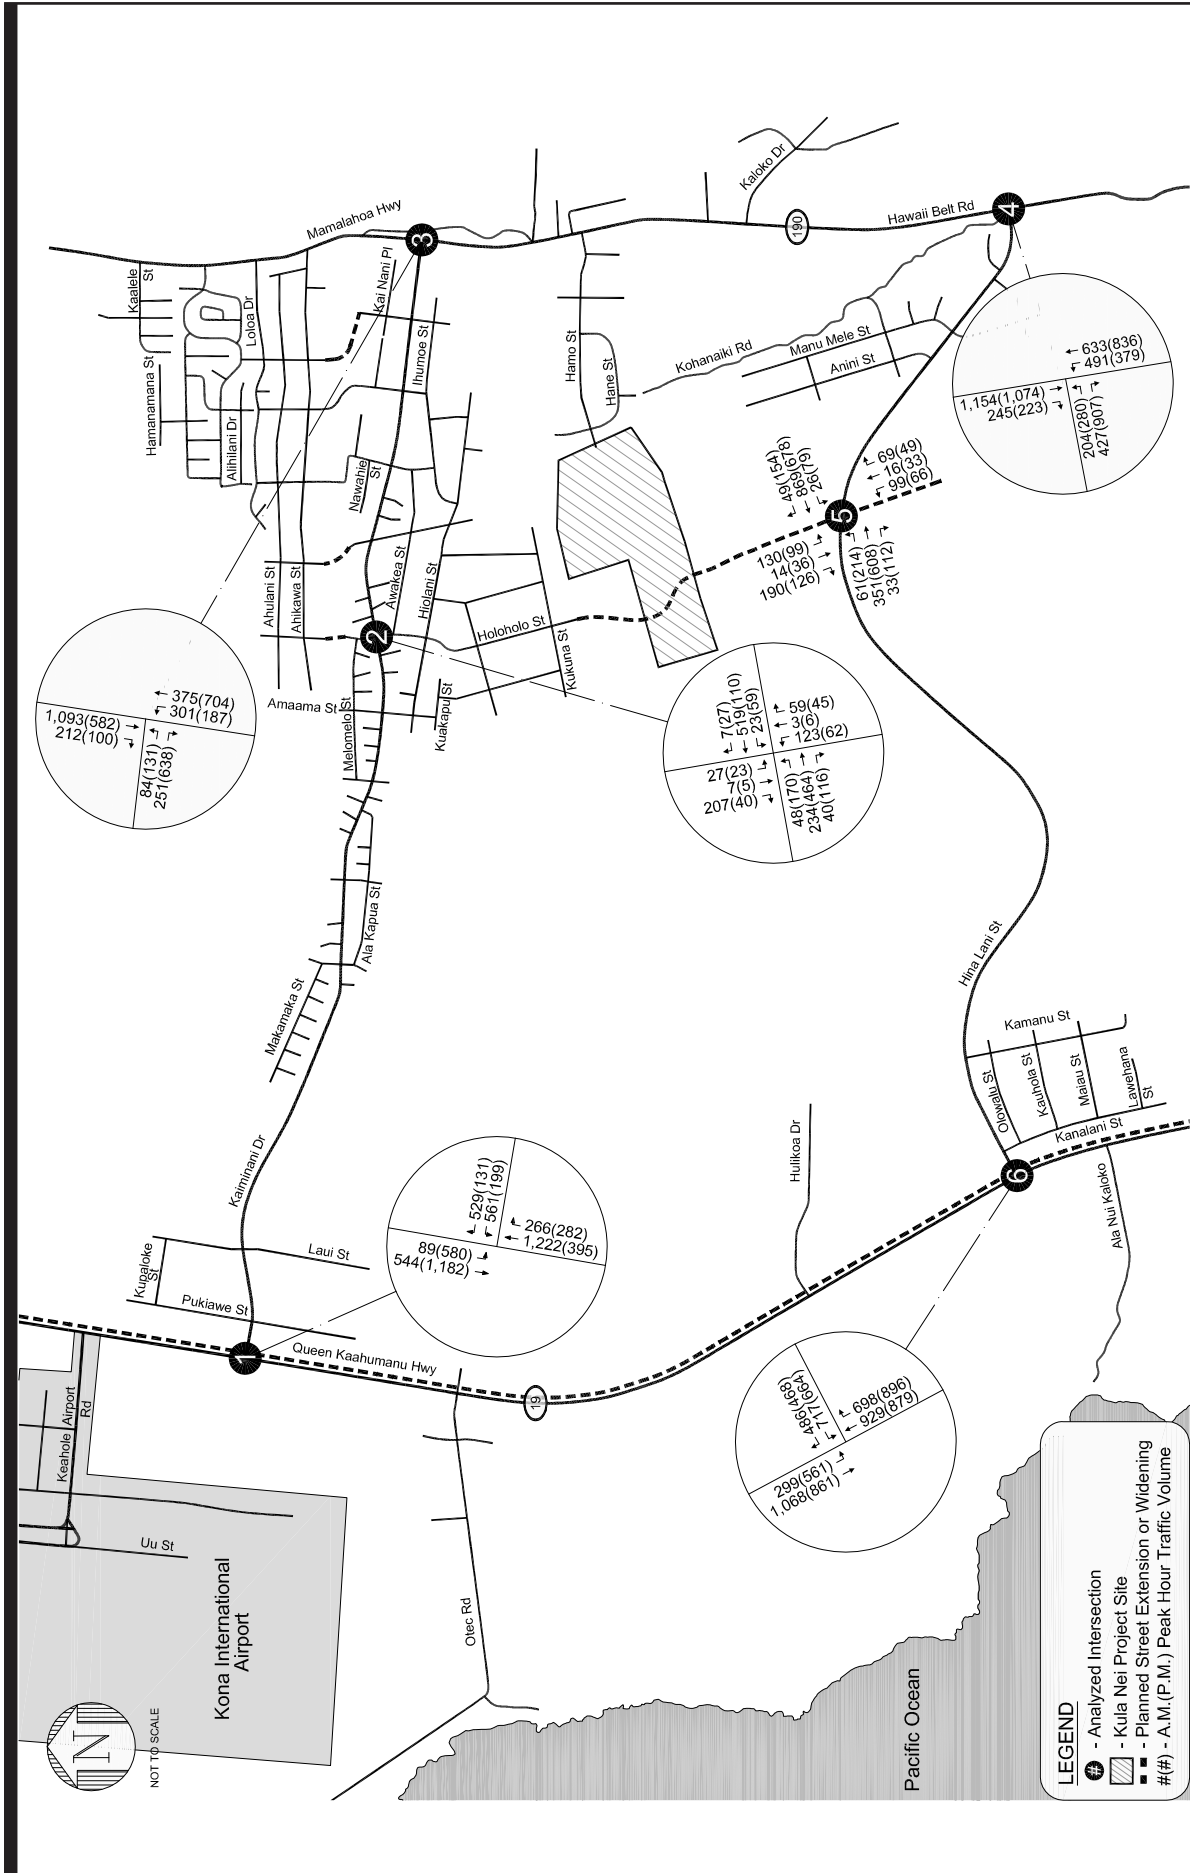 Mamalahoa Hwy
Kaalele
St
Hamanamana St
Loloa Dr
Kai Nani Pl
Alihilani Dr
Ihumoe St
Nawahie
St
Ahulani St
Ahikawa St
Awakea St
Hiolani St
Holoholo St
Kukuna St
Amaama St
Melomelo St
Kuakapu St
Ala Kapua St
Makamaka St
Kaiminani Dr
Kaloko Dr
190
Hawaii Belt Rd
Hamo St
Hane St
Kohanaiki Rd
Manu Mele St
Anini St
3
4
2
5
1
6
1,093(582)
212(100)
375(704)
301(187)
84(131)
251(638)
1,154(1,074)
245(223)
633(836)
491(379)
204(280)
427(907)
49(154)
869(678)
26(79)
69(49)
16(33)
99(66)
130(99)
14(36)
190(126)
61(214)
351(608)
33(112)
7(27)
519(110)
23(59)
59(45)
3(6)
123(62)
27(23)
7(5)
207(40)
48(170)
234(464)
40(116)
529(131)
561(199)
89(580)
544(1,182)
266(282)
1,222(395)
486(468)
717(664)
299(561)
1,068(861)
698(896)
929(879)
Hina Lani St
Kamanu St
Olowalu St
Kauhola St
Maiau St
Lawehana
St
Kanalani St
Ala Nui Kaloko
Hulikoa Dr
Kupaloke
St
Laui St
Pukiawe St
Queen Kaahumanu Hwy
19
Keahole Airport
Rd
Uu St
Otec Rd
Kona International
Airport
Pacific Ocean
N
NOT TO SCALE
LEGEND
# - Analyzed Intersection
- Kula Nei Project Site
- Planned Street Extension or Widening
#(#) - A.M.(P.M.) Peak Hour Traffic Volume